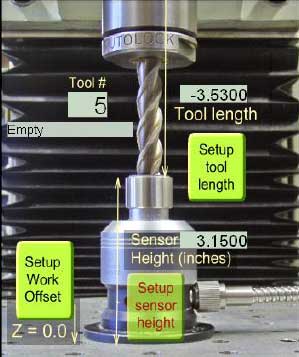 AUTOLOCK
Tool #
5
Empty
-3.5300
Tool length
Setup
tool
length
Sensor
Height (inches)
3.1500
Setup
Work
Offset
Setup
sensor
height
Z = 0.0